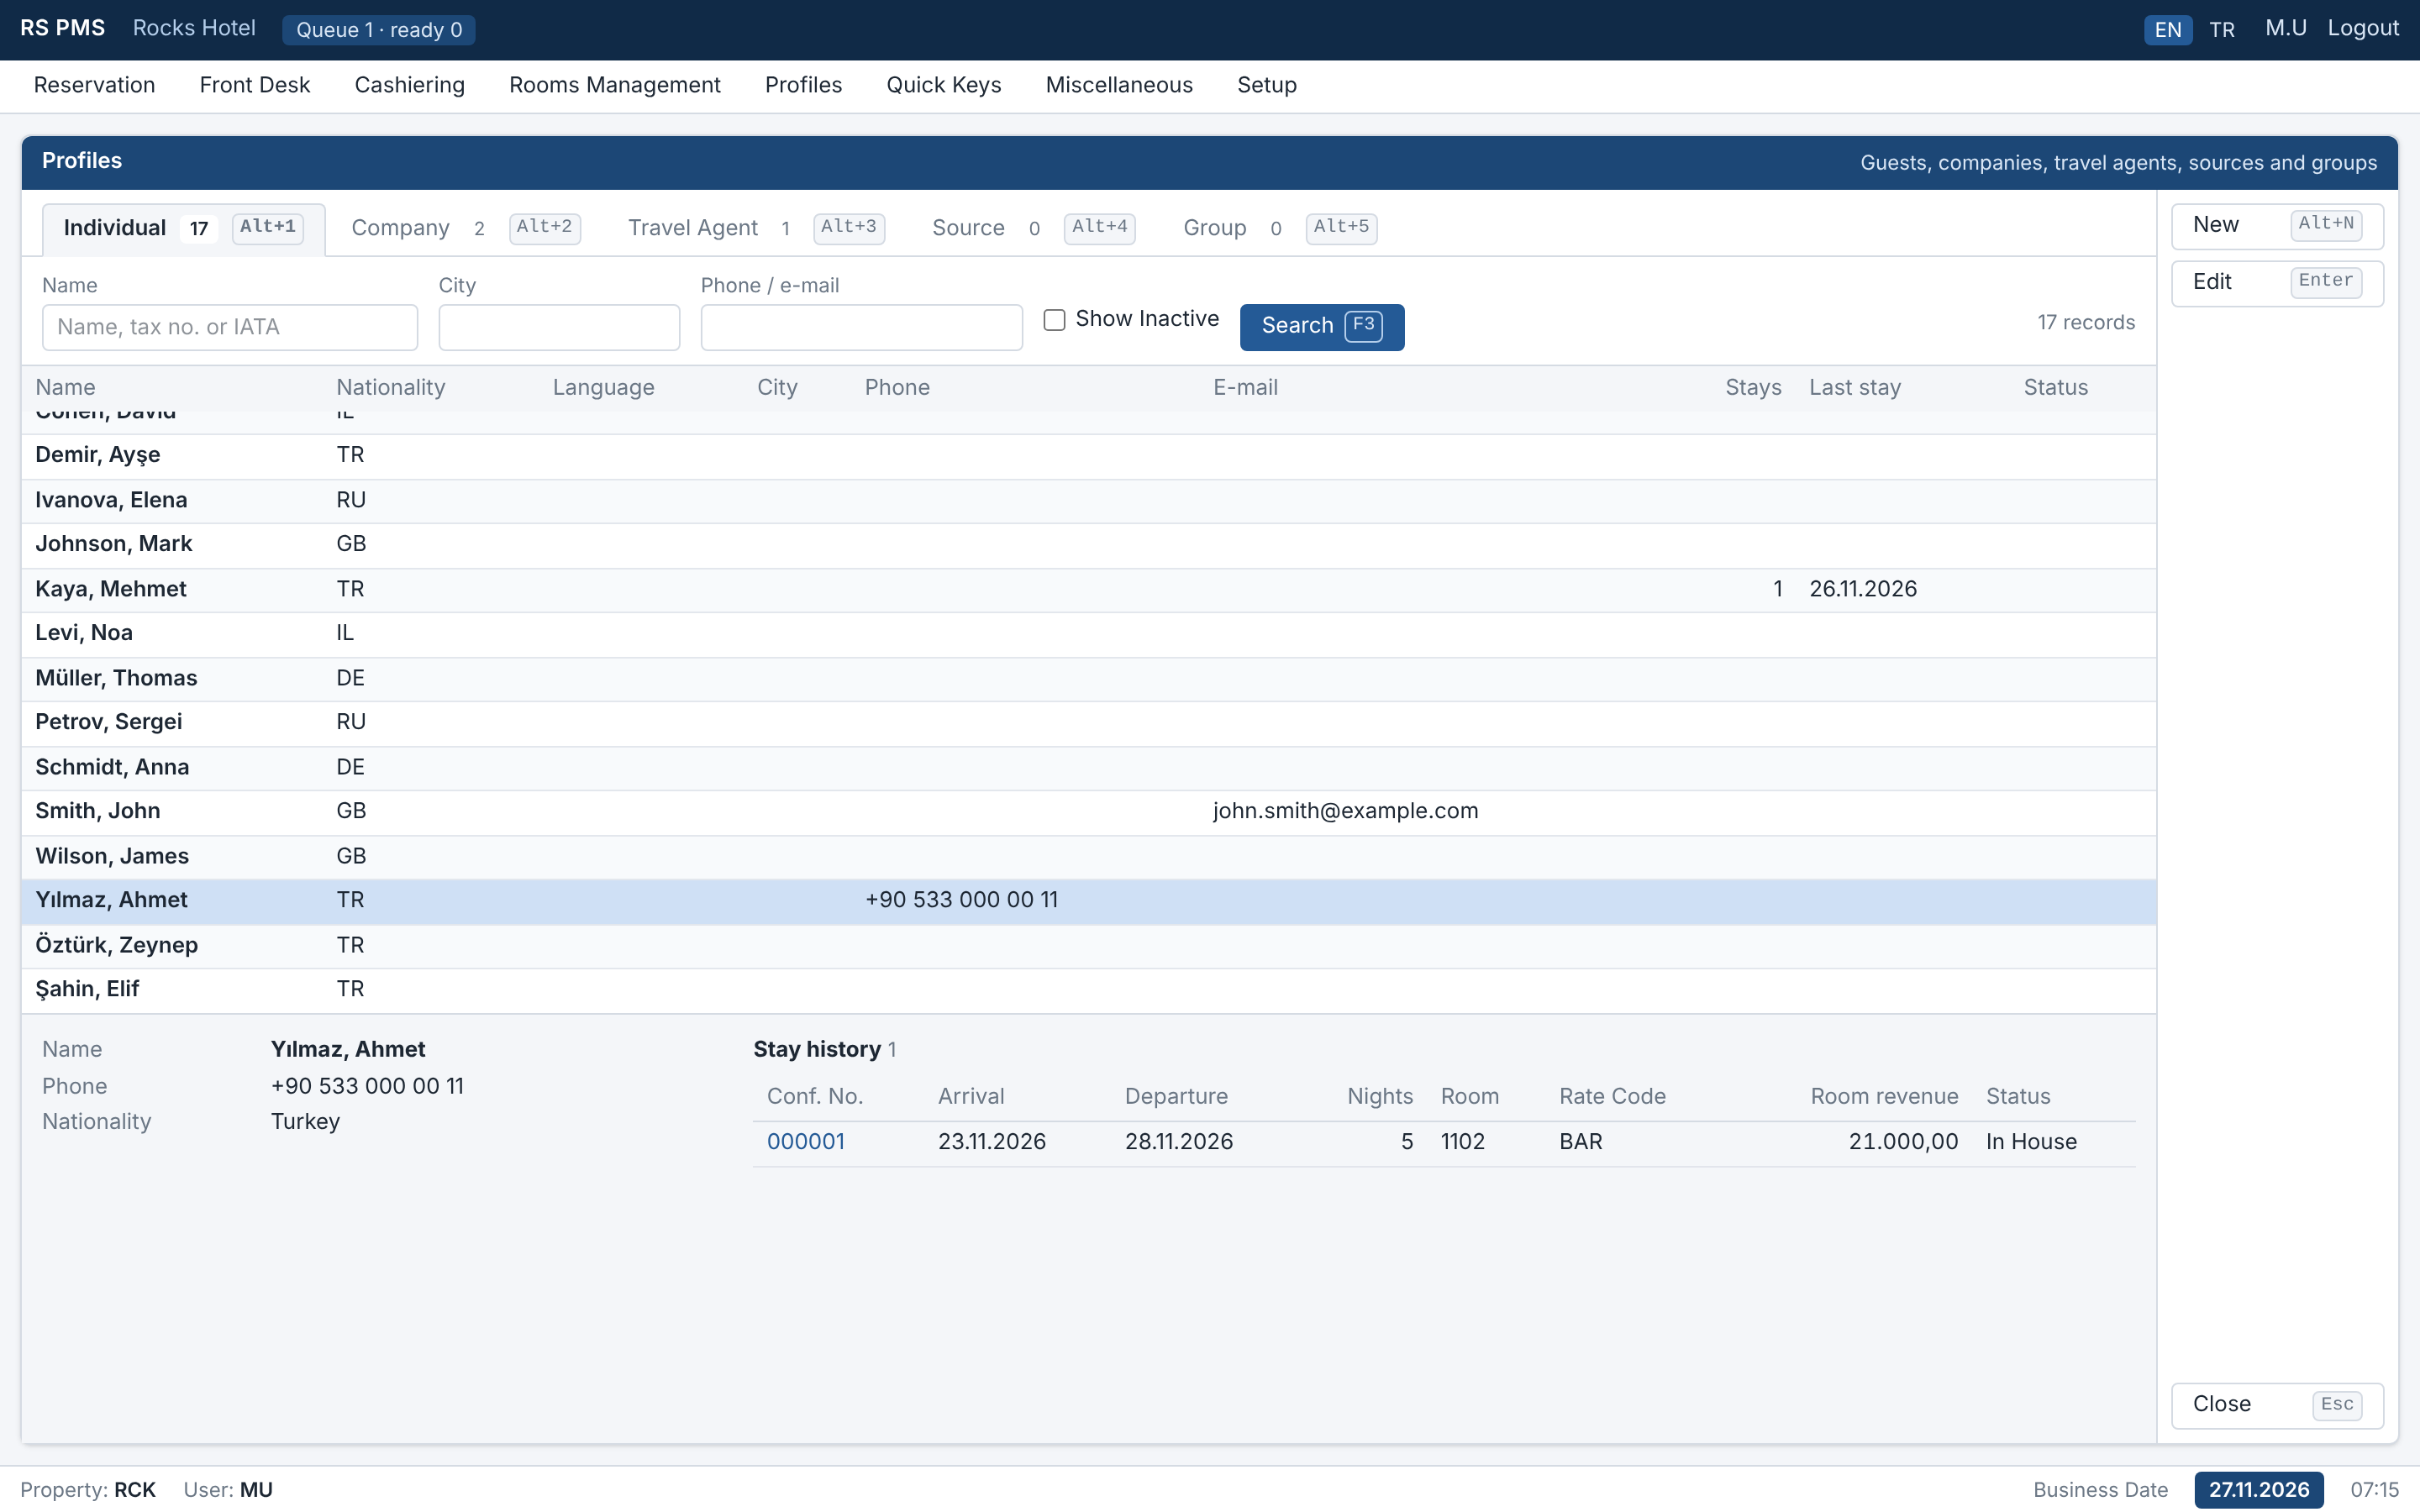 RS PMS Rocks Hotel Queue 1 · ready 0 EN TR M.U Logout
Reservation Front Desk Cashiering Rooms Management Profiles Quick Keys Miscellaneous Setup
Profiles Guests, companies, travel agents, sources and groups
Individual 17 Alt+1 Company 2 Alt+2 Travel Agent 1 Alt+3 Source 0 Alt+4 Group 0 Alt+5
New Alt+N
Edit Enter
Name City Phone / e-mail
Name, tax no. or IATA Show Inactive Search F3 17 records
Name Nationality Language City Phone E-mail Stays Last stay Status
Cohen, David IL
Demir, Ayşe TR
Ivanova, Elena RU
Johnson, Mark GB
Kaya, Mehmet TR 1 26.11.2026
Levi, Noa IL
Müller, Thomas DE
Petrov, Sergei RU
Schmidt, Anna DE
Smith, John GB john.smith@example.com
Wilson, James GB
Yılmaz, Ahmet TR +90 533 000 00 11
Öztürk, Zeynep TR
Şahin, Elif TR
Name Yılmaz, Ahmet
Phone +90 533 000 00 11
Nationality Turkey
Stay history 1
Conf. No. Arrival Departure Nights Room Rate Code Room revenue Status
000001 23.11.2026 28.11.2026 5 1102 BAR 21.000,00 In House
Close Esc
Property: RCK User: MU Business Date 27.11.2026 07:15